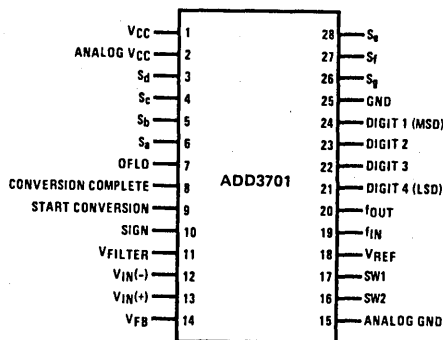 VCC 1
ANALOG VCC 2
Sd 3
Sc 4
Sb 5
Sa 6
OFLO 7
CONVERSION COMPLETE 8
START CONVERSION 9
SIGN 10
VFILTER 11
VIN(-) 12
VIN(+) 13
VFB 14
ADD3701
28 Se
27 Sf
26 Sg
25 GND
24 DIGIT 1 (MSD)
23 DIGIT 2
22 DIGIT 3
21 DIGIT 4 (LSD)
20 fOUT
19 fIN
18 VREF
17 SW1
16 SW2
15 ANALOG GND